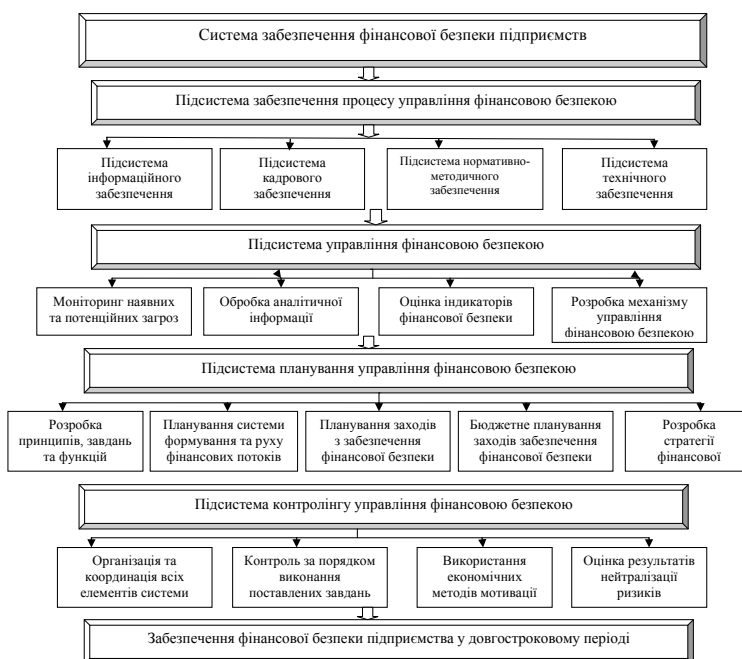 Система забезпечення фінансової безпеки підприємств
Підсистема забезпечення процесу управління фінансовою безпекою
Підсистема
інформаційного
забезпечення
Підсистема
кадрового
забезпечення
Підсистема нормативно-
методичного
забезпечення
Підсистема
технічного
забезпечення
Підсистема управління фінансовою безпекою
Моніторинг наявних
та потенційних загроз
Обробка аналітичної
інформації
Оцінка індикаторів
фінансової безпеки
Розробка механізму
управління
фінансовою безпекою
Підсистема планування управління фінансовою безпекою
Розробка
принципів, завдань
та функцій
Планування системи
формування та руху
фінансових потоків
Планування заходів
з забезпечення
фінансової безпеки
Бюджетне планування
заходів забезпечення
фінансової безпеки
Розробка
стратегії
фінансової
Підсистема контролінгу управління фінансовою безпекою
Організація та
координація всіх
елементів системи
Контроль за порядком
виконання
поставлених завдань
Використання
економічних
методів мотивації
Оцінка результатів
нейтралізації
ризиків
Забезпечення фінансової безпеки підприємства у довгостроковому періоді